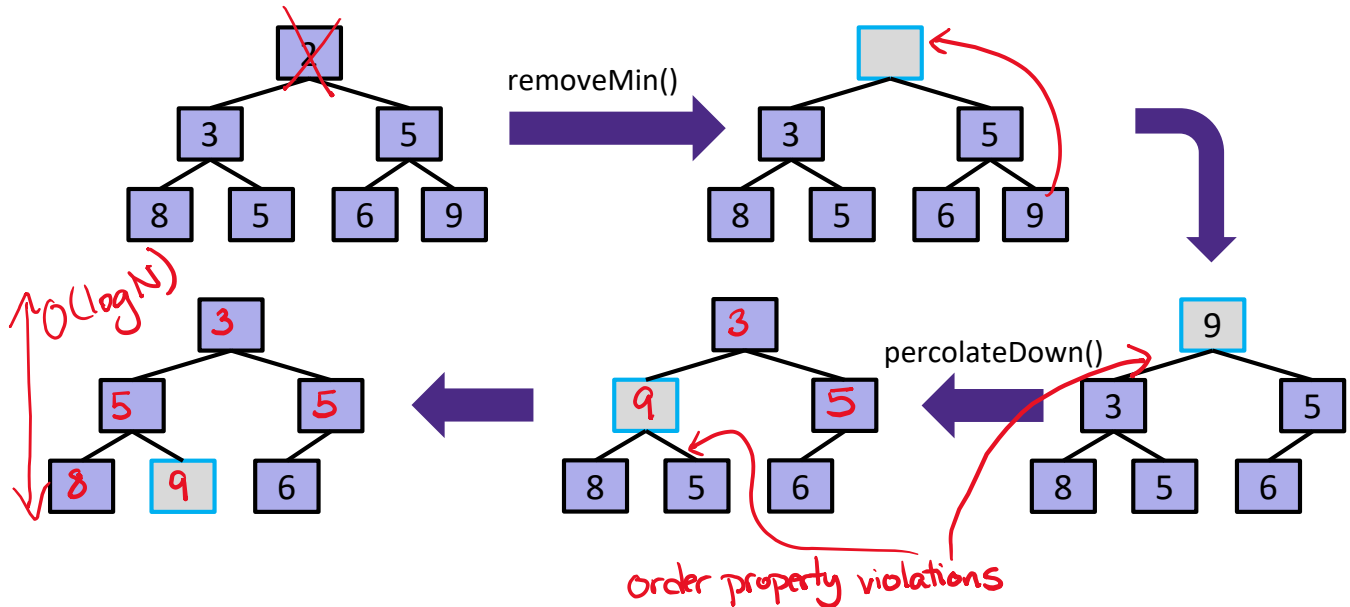 2
removeMin()
3 5
3 5
8 5 6 9
8 5 6 9
O(logN)
3
3
9
percolateDown()
5 5
9 5
3 5
8 9 6
8 5 6
8 5 6
order property violations